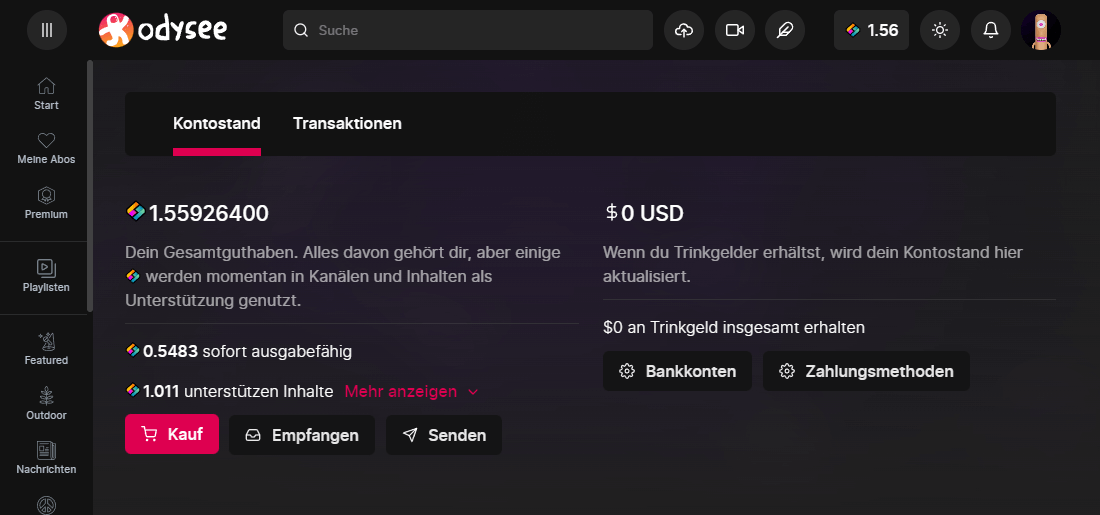 odysee
Suche
1.56
Start
Meine Abos
Premium
Playlisten
Featured
Outdoor
Nachrichten
Kontostand
Transaktionen
1.55926400
Dein Gesamtguthaben. Alles davon gehört dir, aber einige
werden momentan in Kanälen und Inhalten als
Unterstützung genutzt.
0.5483 sofort ausgabefähig
1.011 unterstützen Inhalte Mehr anzeigen
Kauf
Empfangen
Senden
$0 USD
Wenn du Trinkgelder erhältst, wird dein Kontostand hier
aktualisiert.
$0 an Trinkgeld insgesamt erhalten
Bankkonten
Zahlungsmethoden